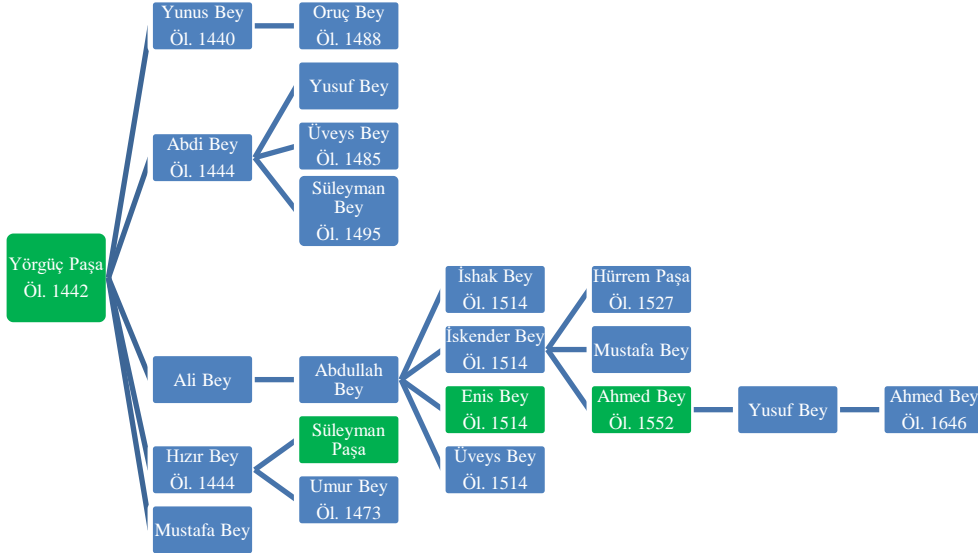 Yörgüç Paşa
Öl. 1442
Yunus Bey
Öl. 1440
Oruç Bey
Öl. 1488
Abdi Bey
Öl. 1444
Yusuf Bey
Üveys Bey
Öl. 1485
Süleyman
Bey
Öl. 1495
Ali Bey
Abdullah
Bey
İshak Bey
Öl. 1514
İskender Bey
Öl. 1514
Hürrem Paşa
Öl. 1527
Mustafa Bey
Ahmed Bey
Öl. 1552
Yusuf Bey
Ahmed Bey
Öl. 1646
Enis Bey
Öl. 1514
Üveys Bey
Öl. 1514
Hızır Bey
Öl. 1444
Süleyman
Paşa
Umur Bey
Öl. 1473
Mustafa Bey